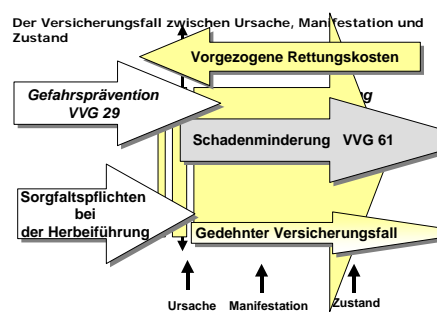 Der Versicherungsfall zwischen Ursache, Manifestation und
Zustand
Vorgezogene Rettungskosten
Gefahrsprävention
VVG 29
Schadenminderung VVG 61
Sorgfaltspflichten
bei
der Herbeiführung
Gedehnter Versicherungsfall
Ursache
Manifestation
Zustand